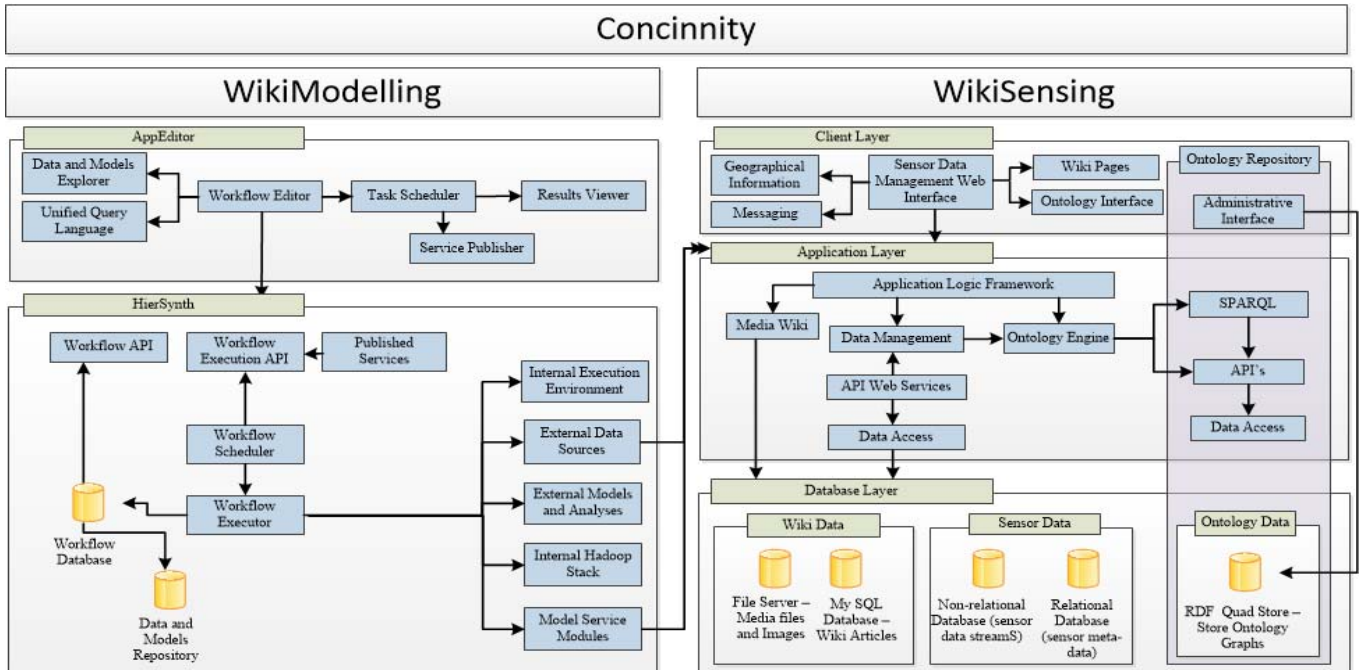 Concinnity
WikiModelling
AppEditor
Data and Models
Explorer
Unified Query
Language
Workflow Editor
Task Scheduler
Results Viewer
Service Publisher
HierSynth
Workflow API
Workflow
Execution API
Published
Services
Workflow
Scheduler
Workflow
Executor
Workflow
Database
Data and
Models
Repository
Internal Execution
Environment
External Data
Sources
External Models
and Analyses
Internal Hadoop
Stack
Model Service
Modules
WikiSensing
Client Layer
Geographical
Information
Messaging
Sensor Data
Management Web
Interface
Wiki Pages
Ontology Interface
Ontology Repository
Administrative
Interface
Application Layer
Application Logic Framework
Media Wiki
Data Management
Ontology Engine
API Web Services
Data Access
SPARQL
API's
Data Access
Database Layer
Wiki Data
File Server –
Media files
and Images
My SQL
Database –
Wiki Articles
Sensor Data
Non-relational
Database (sensor
data streamS)
Relational
Database
(sensor meta-
data)
Ontology Data
RDF Quad Store –
Store Ontology
Graphs